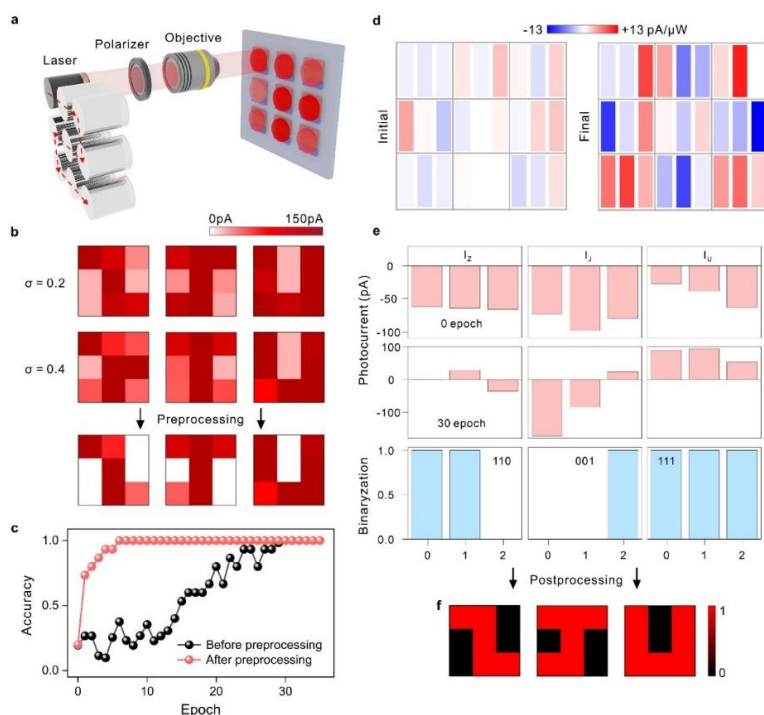 a
Laser
Polarizer
Objective
b
0pA 150pA
σ = 0.2
σ = 0.4
Preprocessing
c
Accuracy
1.0
0.5
0.0
Before preprocessing
After preprocessing
0 10 20 30
Epoch
d
-13 +13 pA/μW
Initial
Final
e
I_Z I_J I_U
Photocurrent (pA)
0
-50
-100
0 epoch
100
0
-100
30 epoch
Binaryzation
1.0
0.5
0.0
110 001 111
0 1 2 0 1 2 0 1 2
Postprocessing
f
1
0